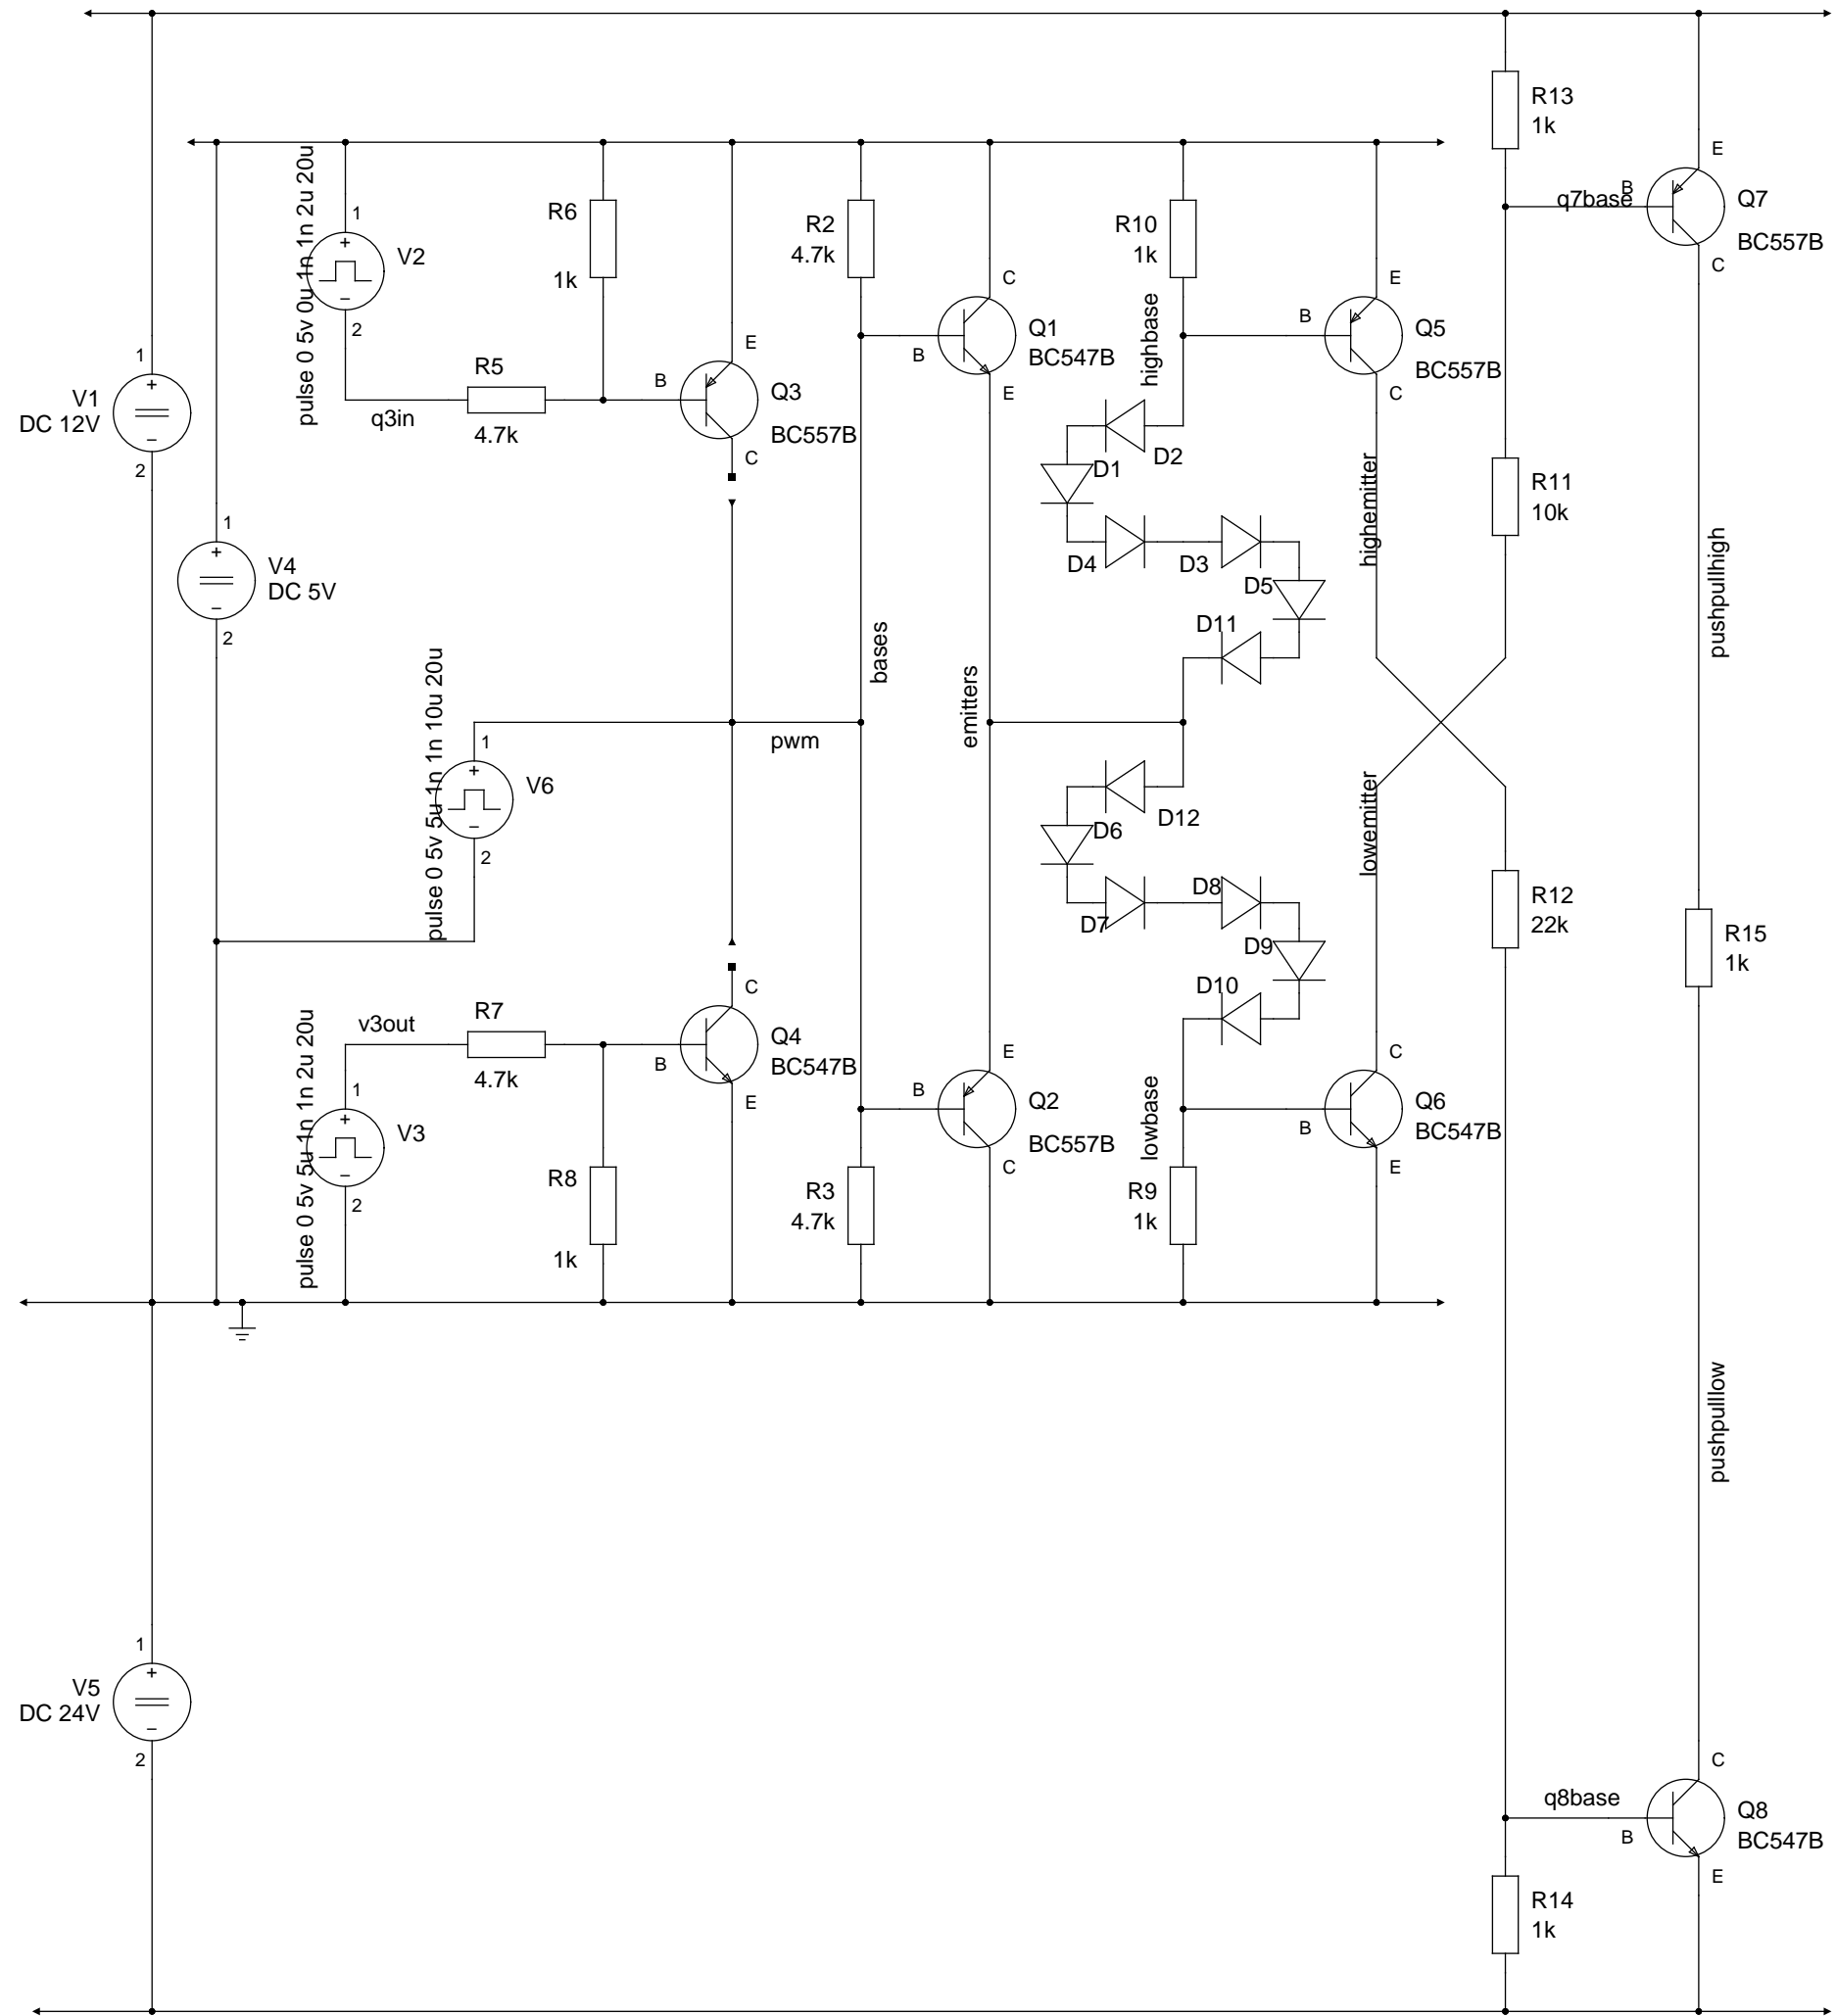 R13
1k
E
B
q7base
Q7
BC557B
C
pulse 0 5v 0u 1n 1n 2u 20u
1
+
V2
−
2
R6
1k
R2
4.7k
R10
1k
C
E
highbase
B
Q1
BC547B
E
B
Q5
BC557B
C
1
+
V1
DC 12V
−
2
R5
4.7k
q3in
E
B
Q3
BC557B
C
D2
D1
highemitter
R11
10k
1
+
V4
DC 5V
−
2
D4
D3
D5
D11
pushpullhigh
bases
emitters
pulse 0 5v 5u 1n 1n 10u 20u
1
+
V6
−
2
pwm
D12
D6
lowemitter
D7
D8
D9
D10
R12
22k
R15
1k
pulse 0 5v 5u 1n 1n 2u 20u
v3out
R7
4.7k
C
B
Q4
BC547B
E
1
+
V3
−
2
R8
1k
E
B
Q2
BC557B
C
lowbase
C
B
Q6
BC547B
E
R3
4.7k
R9
1k
pushpulllow
1
+
V5
DC 24V
−
2
C
q8base
B
Q8
BC547B
E
R14
1k